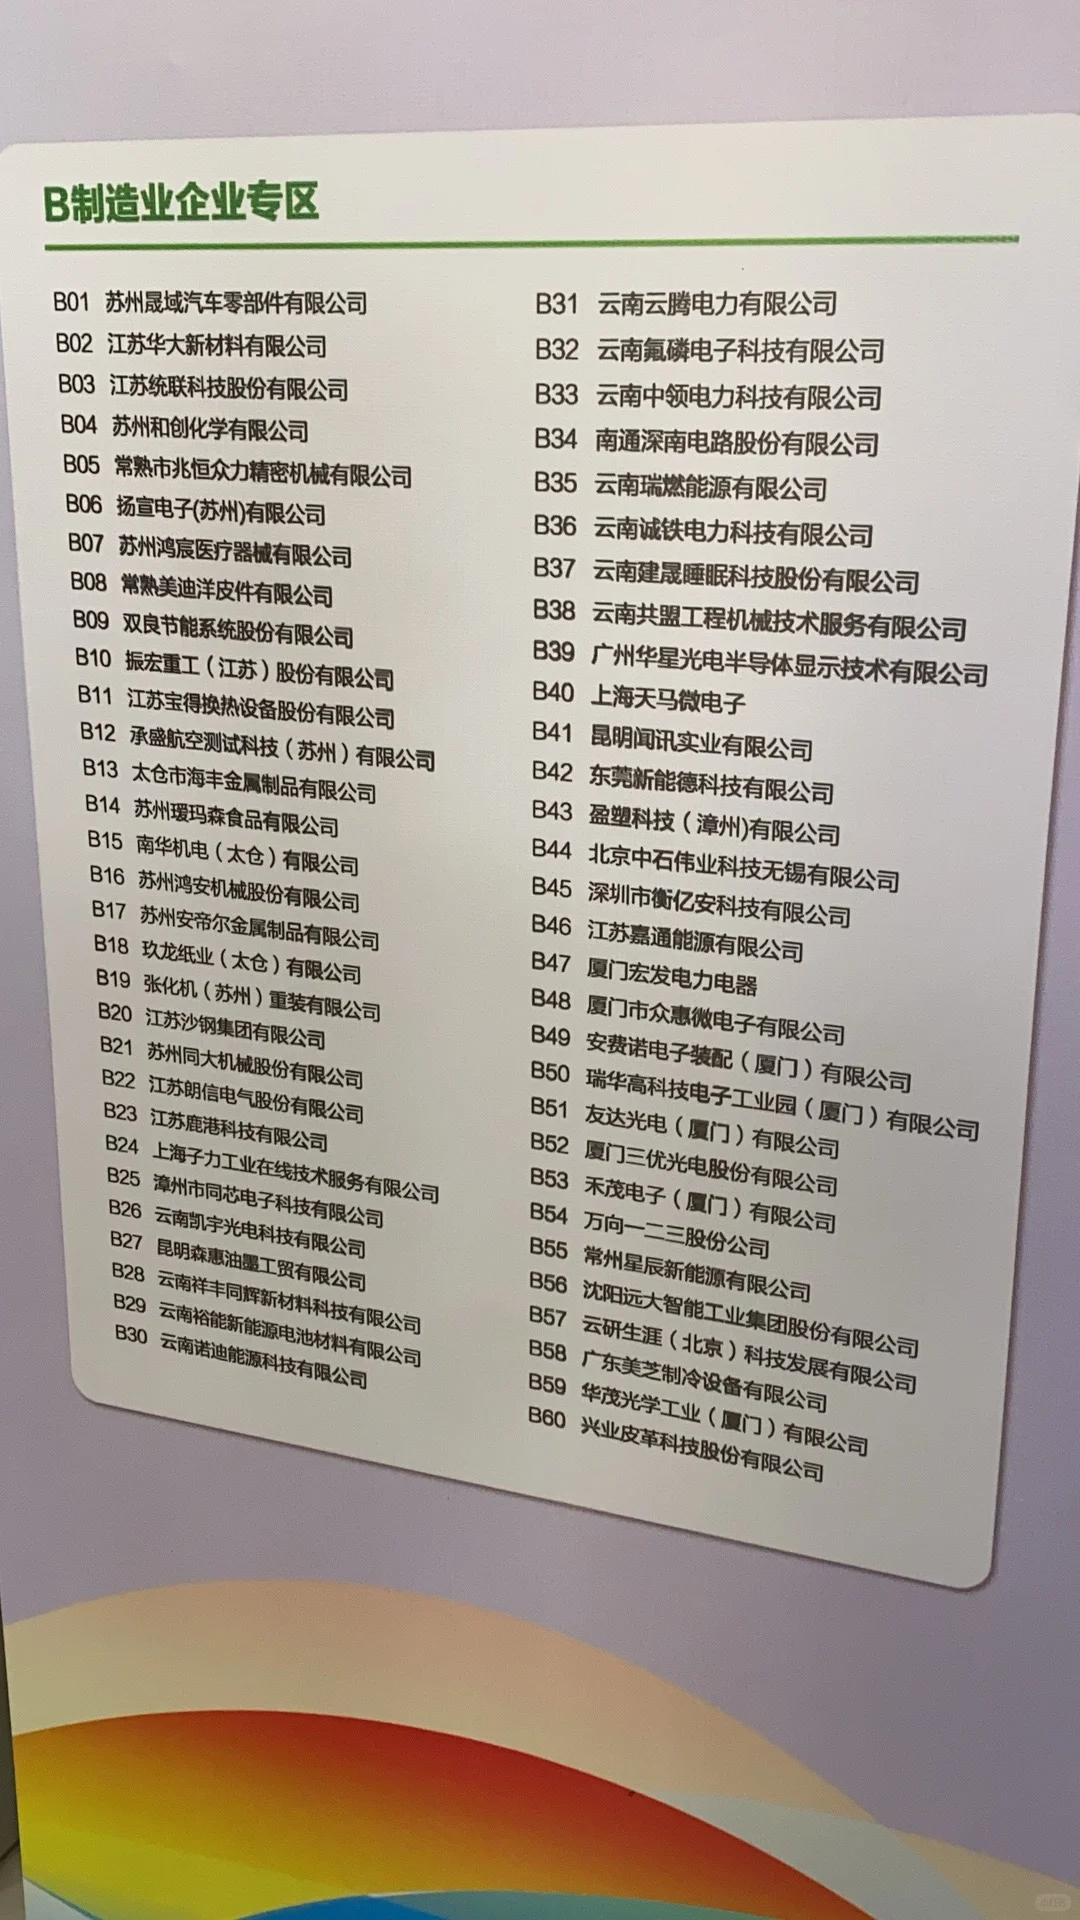 B制造业企业专区
B01 苏州晟域汽车零部件有限公司
B02 江苏华大新材料有限公司
B03 江苏统联科技股份有限公司
B04 苏州和创化学有限公司
B05 常熟市兆恒众力精密机械有限公司
B06 扬宣电子(苏州)有限公司
B07 苏州鸿宸医疗器械有限公司
B08 常熟美迪洋皮件有限公司
B09 双良节能系统股份有限公司
B10 振宏重工（江苏）股份有限公司
B11 江苏宝得换热设备股份有限公司
B12 承盛航空测试科技（苏州）有限公司
B13 太仓市海丰金属制品有限公司
B14 苏州瑷玛森食品有限公司
B15 南华机电（太仓）有限公司
B16 苏州鸿安机械股份有限公司
B17 苏州安帝尔金属制品有限公司
B18 玖龙纸业（太仓）有限公司
B19 张化机（苏州）重装有限公司
B20 江苏沙钢集团有限公司
B21 苏州同大机械股份有限公司
B22 江苏朗信电气股份有限公司
B23 江苏鹿港科技有限公司
B24 上海孑力工业在线技术服务有限公司
B25 漳州市同芯电子科技有限公司
B26 云南凯宇光电科技有限公司
B27 昆明森惠油墨工贸有限公司
B28 云南祥丰同辉新材料科技有限公司
B29 云南裕能新能源电池材料有限公司
B30 云南诺迪能源科技有限公司
B31 云南云腾电力有限公司
B32 云南氟磷电子科技有限公司
B33 云南中领电力科技有限公司
B34 南通深南电路股份有限公司
B35 云南瑞燃能源有限公司
B36 云南诚铁电力科技有限公司
B37 云南建晟睡眠科技股份有限公司
B38 云南共盟工程机械技术服务有限公司
B39 广州华星光电半导体显示技术有限公司
B40 上海天马微电子
B41 昆明闻讯实业有限公司
B42 东莞新能德科技有限公司
B43 盈塑科技（漳州)有限公司
B44 北京中石伟业科技无锡有限公司
B45 深圳市衡亿安科技有限公司
B46 江苏嘉通能源有限公司
B47 厦门宏发电力电器
B48 厦门市众惠微电子有限公司
B49 安费诺电子装配（厦门）有限公司
B50 瑞华高科技电子工业园（厦门）有限公司
B51 友达光电（厦门）有限公司
B52 厦门三优光电股份有限公司
B53 禾茂电子（厦门）有限公司
B54 万向一二三股份公司
B55 常州星辰新能源有限公司
B56 沈阳远大智能工业集团股份有限公司
B57 云研生涯（北京）科技发展有限公司
B58 广东美芝制冷设备有限公司
B59 华茂光学工业（厦门）有限公司
B60 兴业皮革科技股份有限公司